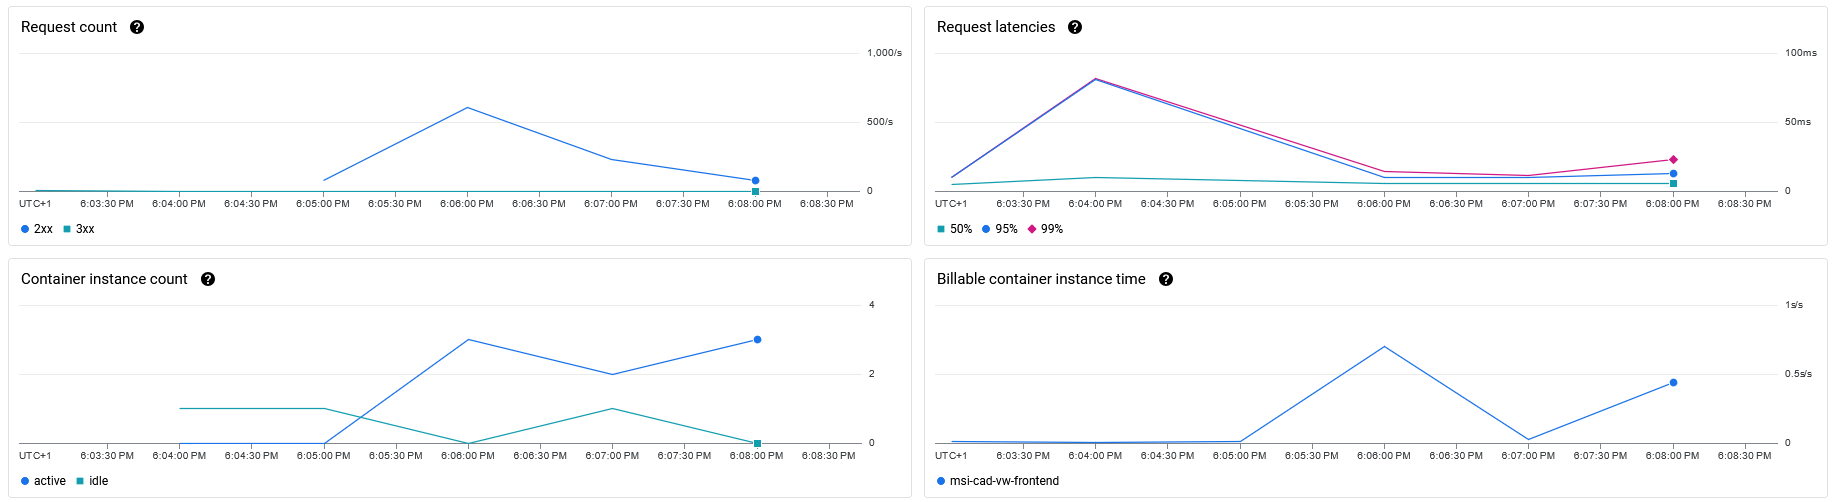 Request count ?
1,000/s
500/s
0
UTC+1 6:03:30 PM 6:04:00 PM 6:04:30 PM 6:05:00 PM 6:05:30 PM 6:06:00 PM 6:06:30 PM 6:07:00 PM 6:07:30 PM 6:08:00 PM 6:08:30 PM
2xx 3xx
Request latencies ?
100ms
50ms
0
UTC+1 6:03:30 PM 6:04:00 PM 6:04:30 PM 6:05:00 PM 6:05:30 PM 6:06:00 PM 6:06:30 PM 6:07:00 PM 6:07:30 PM 6:08:00 PM 6:08:30 PM
50% 95% 99%
Container instance count ?
4
2
0
UTC+1 6:03:30 PM 6:04:00 PM 6:04:30 PM 6:05:00 PM 6:05:30 PM 6:06:00 PM 6:06:30 PM 6:07:00 PM 6:07:30 PM 6:08:00 PM 6:08:30 PM
active idle
Billable container instance time ?
1s/s
0.5s/s
0
UTC+1 6:03:30 PM 6:04:00 PM 6:04:30 PM 6:05:00 PM 6:05:30 PM 6:06:00 PM 6:06:30 PM 6:07:00 PM 6:07:30 PM 6:08:00 PM 6:08:30 PM
msi-cad-vw-frontend